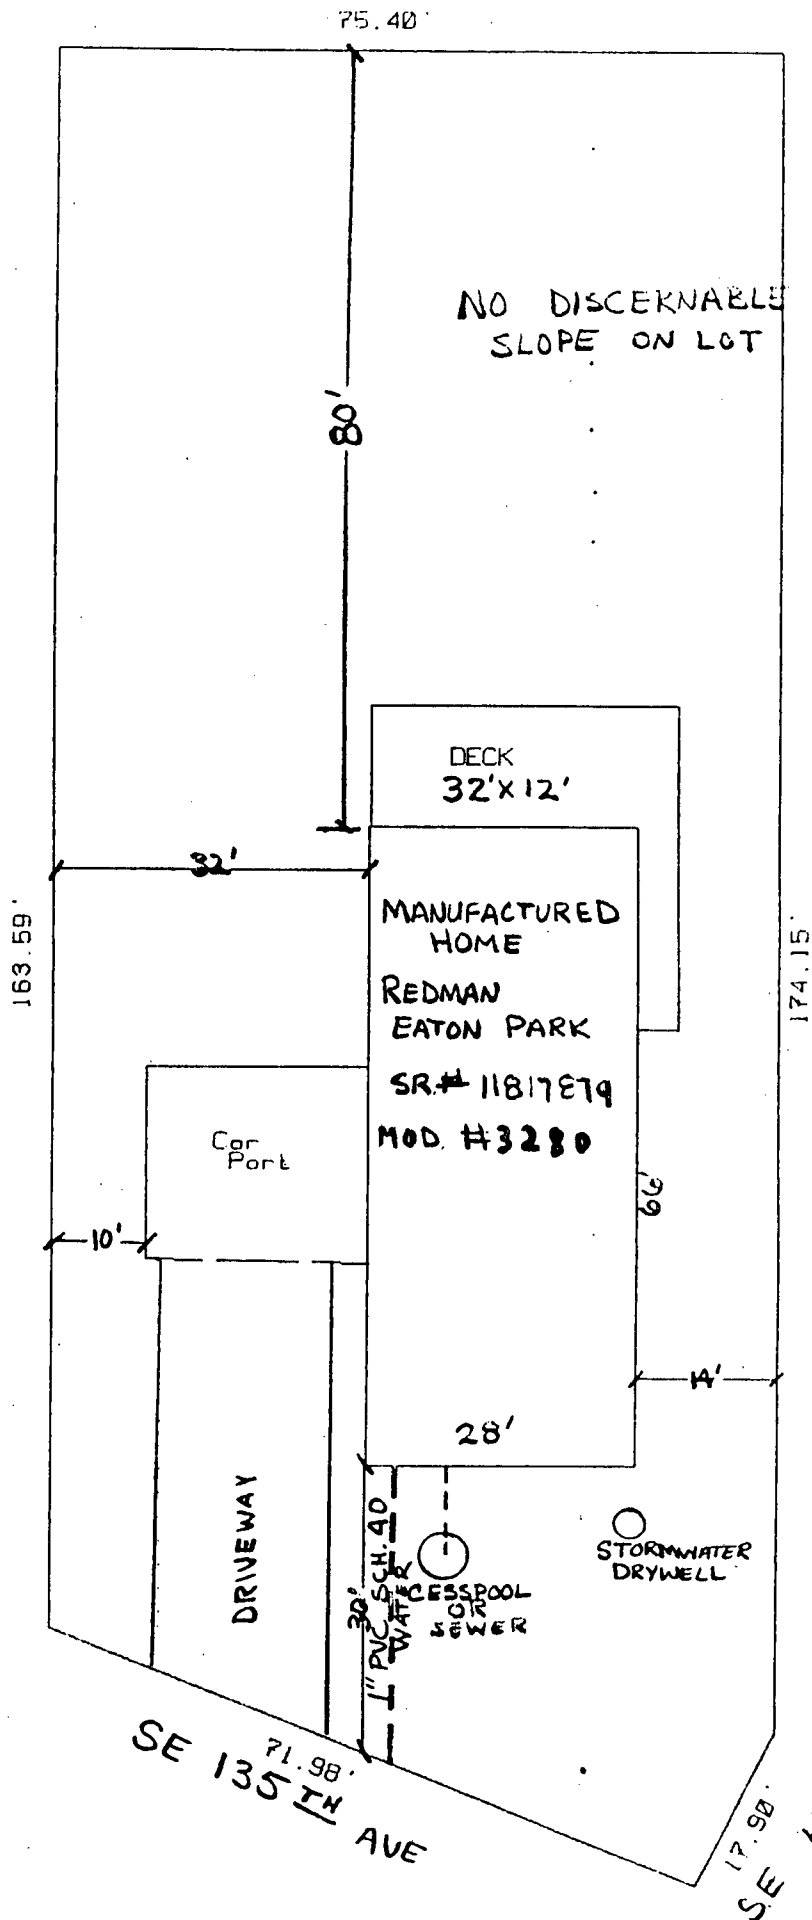 75.40'
NO DISCERNABLE
SLOPE ON LOT
80'
DECK
32'X12'
32'
MANUFACTURED
HOME
163.59'
174.15'
REDMAN
EATON PARK
SR.# 11817879
MOD. #3280
Car
Port
66'
10'
14'
28'
DRIVEWAY
30'
1" PVC SCH. 40
WATER
CESSPOOL
OR
SEWER
STORMWATER
DRYWELL
71.98'
SE 135TH AVE
17.90'
SE